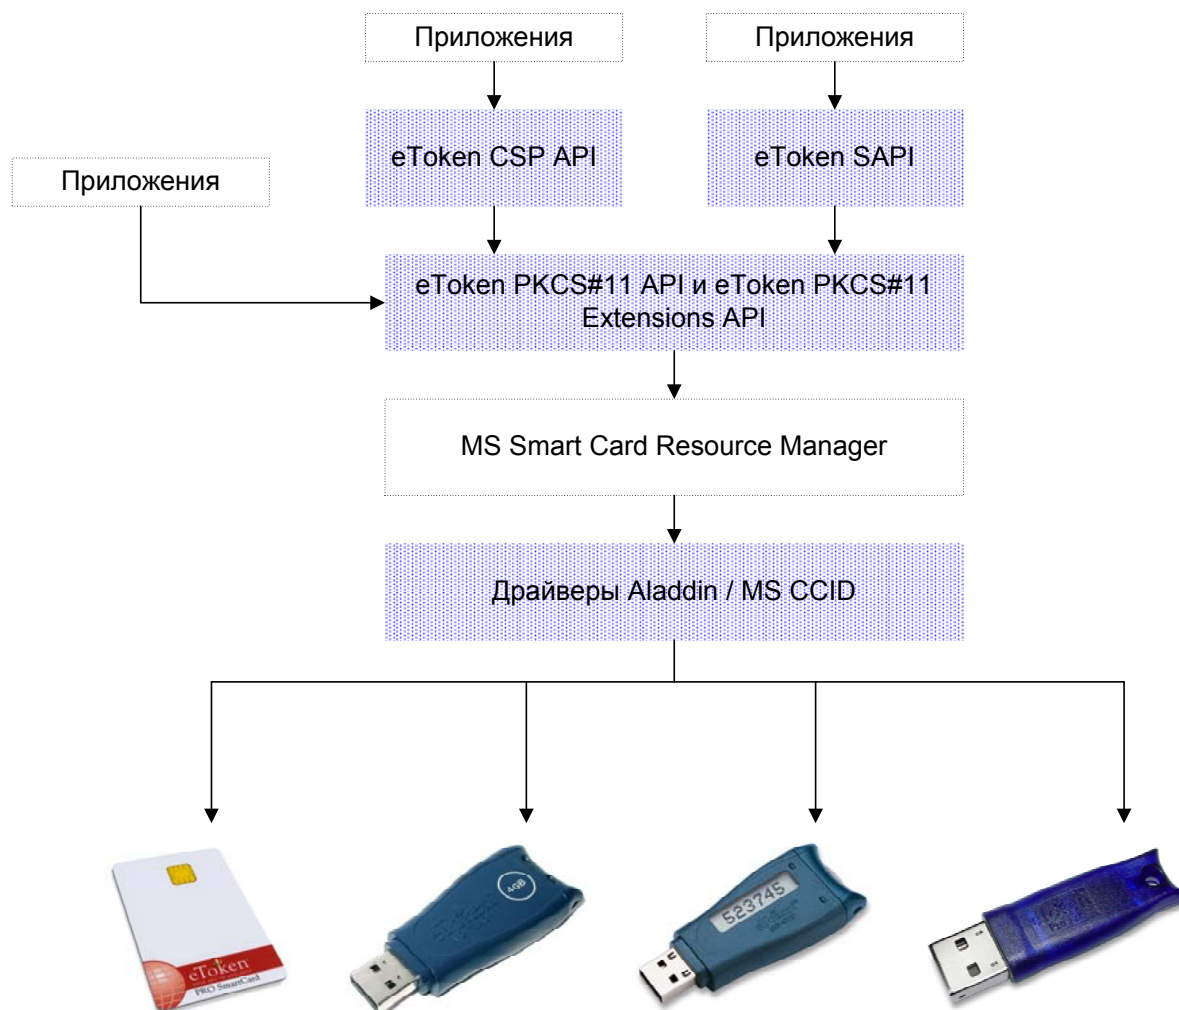 Приложения
Приложения
eToken CSP API
eToken SAPI
Приложения
eToken PKCS#11 API и eToken PKCS#11
Extensions API
MS Smart Card Resource Manager
Драйверы Aladdin / MS CCID
eToken
PRO SmartCard
4GB
523745